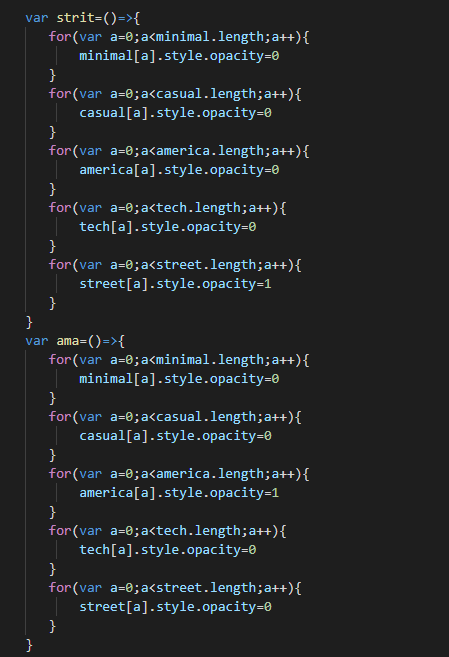 var strit=()=>{
for(var a=0;a<minimal.length;a++){
minimal[a].style.opacity=0
}
for(var a=0;a<casual.length;a++){
casual[a].style.opacity=0
}
for(var a=0;a<america.length;a++){
america[a].style.opacity=0
}
for(var a=0;a<tech.length;a++){
tech[a].style.opacity=0
}
for(var a=0;a<street.length;a++){
street[a].style.opacity=1
}
}
var ama=()=>{
for(var a=0;a<minimal.length;a++){
minimal[a].style.opacity=0
}
for(var a=0;a<casual.length;a++){
casual[a].style.opacity=0
}
for(var a=0;a<america.length;a++){
america[a].style.opacity=1
}
for(var a=0;a<tech.length;a++){
tech[a].style.opacity=0
}
for(var a=0;a<street.length;a++){
street[a].style.opacity=0
}
}